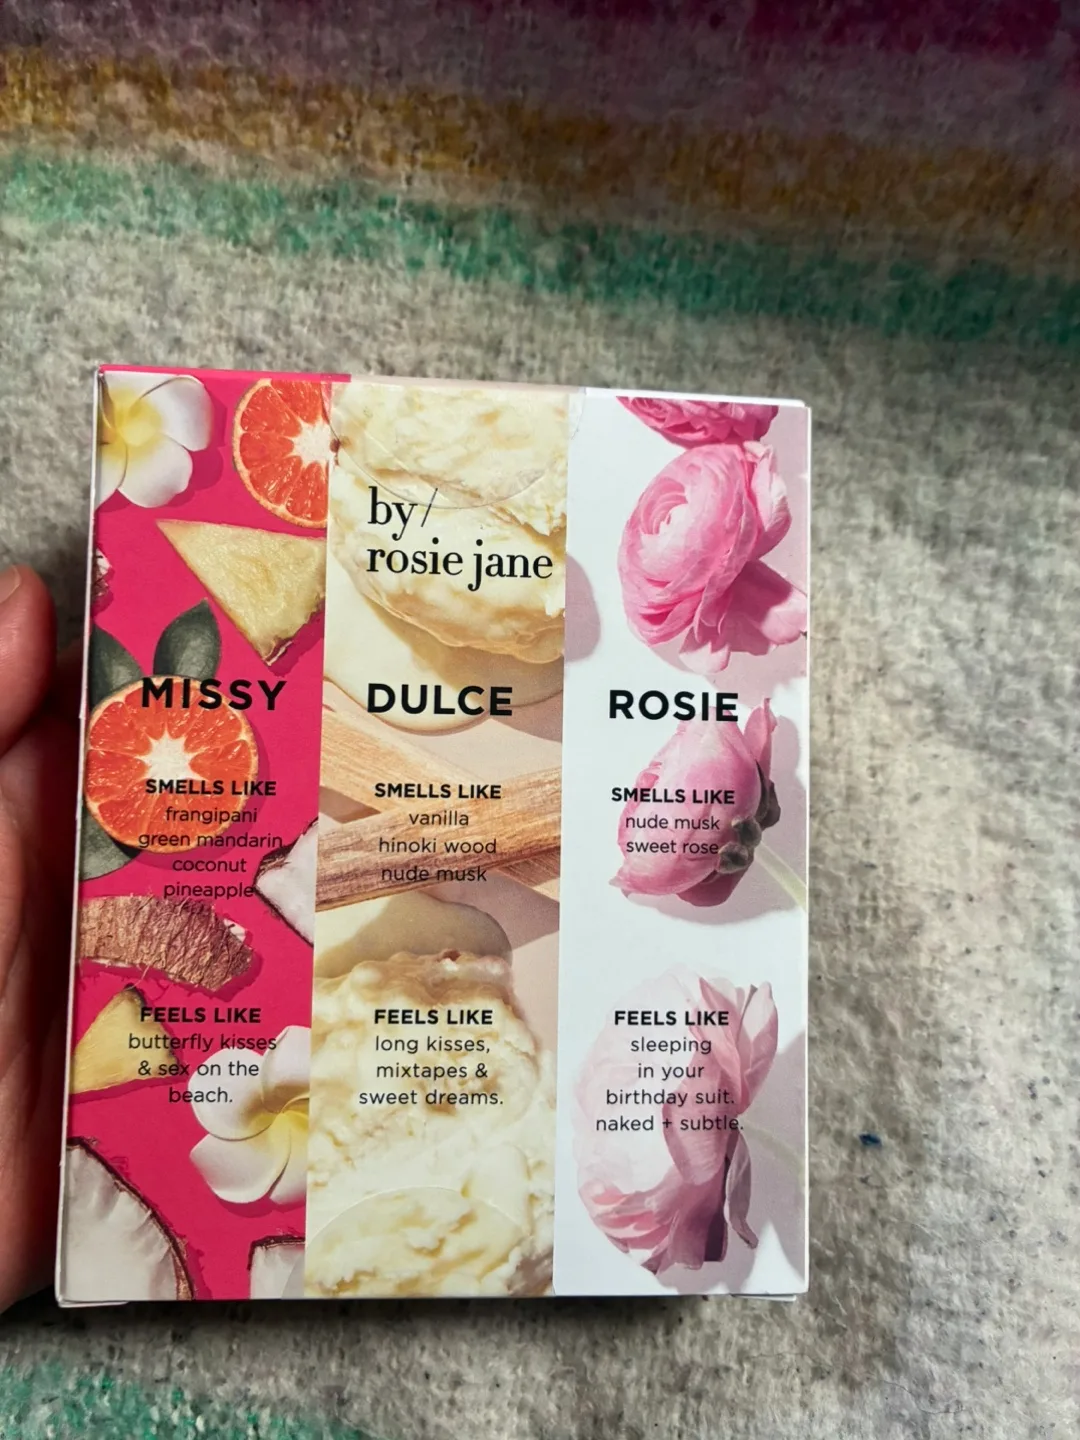 by/
rosie jane
MISSY
SMELLS LIKE
frangipani
green mandarin
coconut
pineapple
FEELS LIKE
butterfly kisses
& sex on the
beach.
DULCE
SMELLS LIKE
vanilla
hinoki wood
nude musk
FEELS LIKE
long kisses,
mixtapes &
sweet dreams.
ROSIE
SMELLS LIKE
nude musk
sweet rose
FEELS LIKE
sleeping
in your
birthday suit.
naked + subtle.